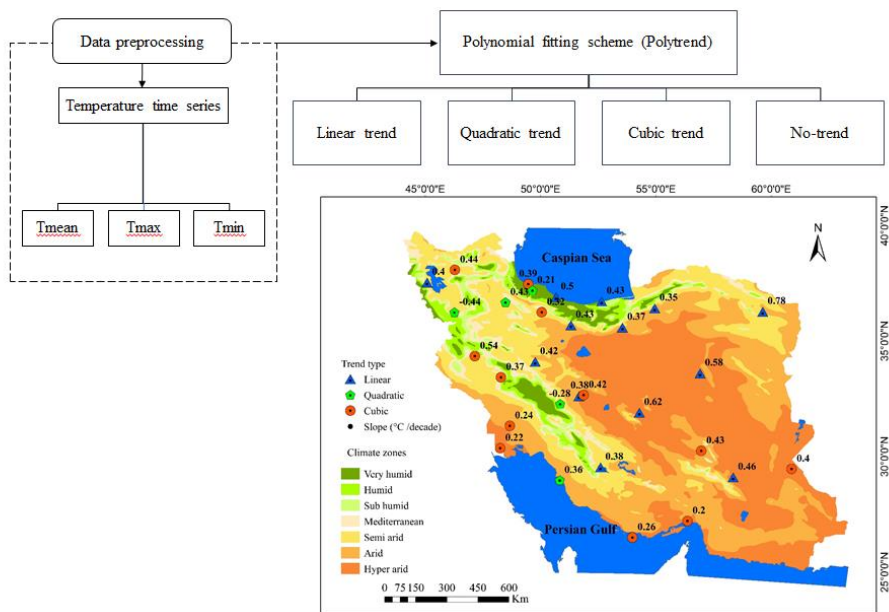 Data preprocessing
Polynomial fitting scheme (Polytrend)
Temperature time series
Linear trend
Quadratic trend
Cubic trend
No-trend
Tmean
Tmax
Tmin
45°0'0"E
50°0'0"E
55°0'0"E
60°0'0"E
40°0'0"N
35°0'0"N
30°0'0"N
25°0'0"N
N
Caspian Sea
0.44
0.4
0.39
0.21
0.5
0.43
-0.44
0.43
0.32
0.43
0.37
0.35
0.78
0.54
0.42
0.37
0.58
-0.28
0.38
0.42
0.62
0.24
0.22
0.43
0.4
0.36
0.38
0.46
0.2
0.26
Persian Gulf
Trend type
Linear
Quadratic
Cubic
Slope (°C /decade)
Climate zones
Very humid
Humid
Sub humid
Mediterranean
Semi arid
Arid
Hyper arid
0 75 150 300 450 600
Km